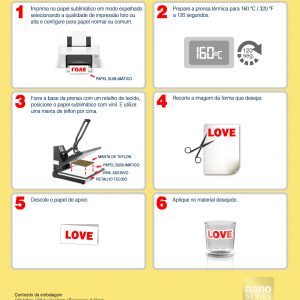 1 Imprima no papel sublimático em modo espelhado
selecionando a qualidade de impressão foto ou
alta e configure para papel normal ou comum.
LOVE
PAPEL SUBLIMÁTICO
2 Prepare a prensa térmica para 160 °C / 320 °F
a 120 segundos.
160°C
120
seg
3 Forre a base da prensa com um retalho de tecido,
posicione o papel sublimático com vinil. E utilize
uma manta de teflon por cima.
MANTA DE TEFLON
PAPEL SUBLIMÁTICO
VINIL ADESIVO
RETALHO TECIDO
4 Recorte a imagem da forma que desejar.
LOVE
5 Descole o papel de apoio.
LOVE
6 Aplique no material desejado.
LOVE
Conteúdo da embalagem
nano
SERIES